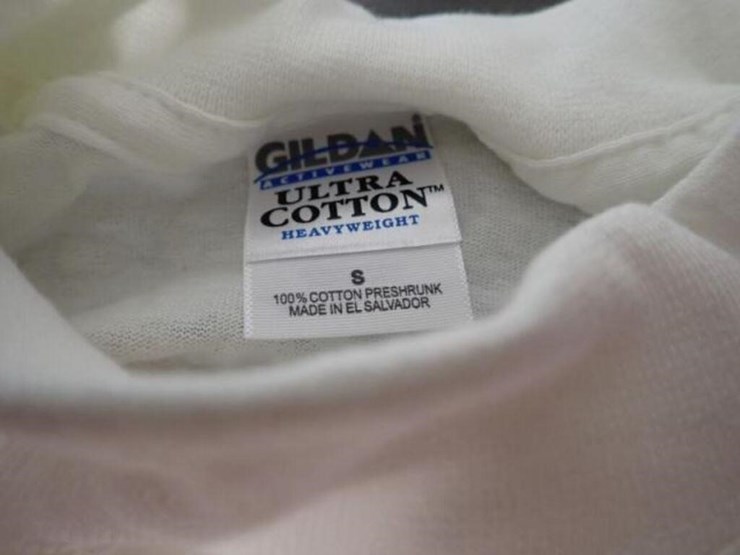 GILDAN
ACTIVEWEAR
ULTRA
COTTON™
HEAVYWEIGHT
S
100% COTTON PRESHRUNK
MADE IN EL SALVADOR